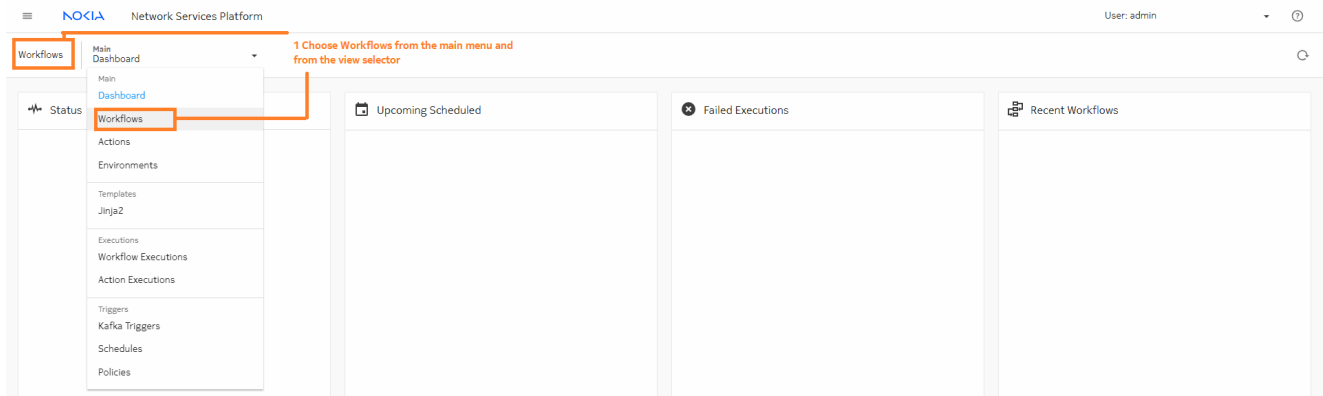 NOKIA Network Services Platform User: admin
Workflows
Main
Dashboard
1 Choose Workflows from the main menu and
from the view selector
Main
Dashboard
Workflows
Actions
Environments
Templates
Jinja2
Executions
Workflow Executions
Action Executions
Triggers
Kafka Triggers
Schedules
Policies
Status
Upcoming Scheduled
Failed Executions
Recent Workflows